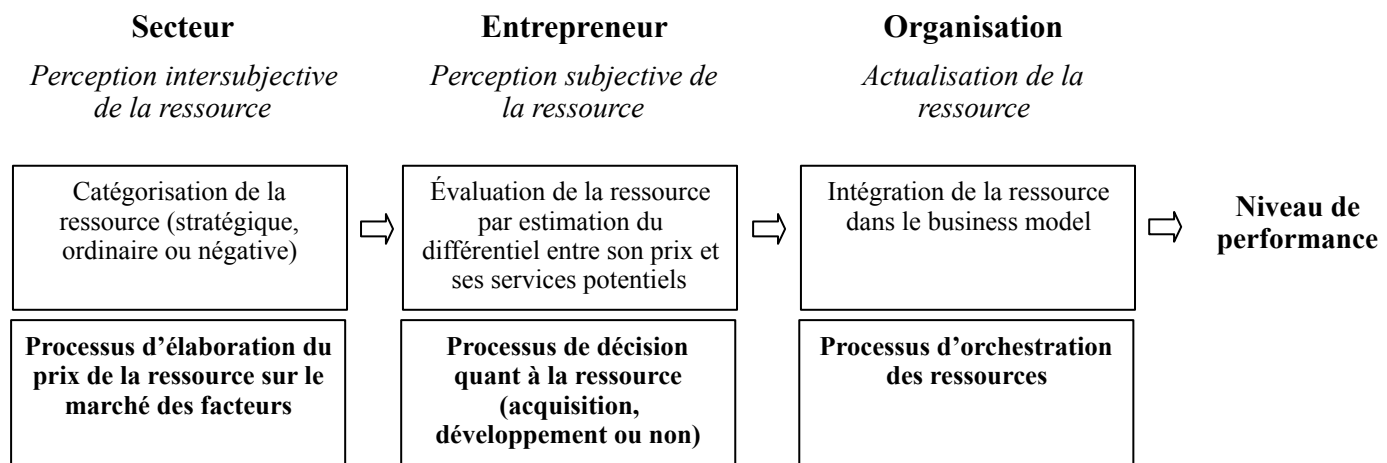 Secteur
Perception intersubjective
de la ressource
Entrepreneur
Perception subjective de
la ressource
Organisation
Actualisation de la
ressource
Catégorisation de la
ressource (stratégique,
ordinaire ou négative)
Évaluation de la ressource
par estimation du
différentiel entre son prix et
ses services potentiels
Intégration de la ressource
dans le business model
Niveau de
performance
Processus d’élaboration du
prix de la ressource sur le
marché des facteurs
Processus de décision
quant à la ressource
(acquisition,
développement ou non)
Processus d’orchestration
des ressources